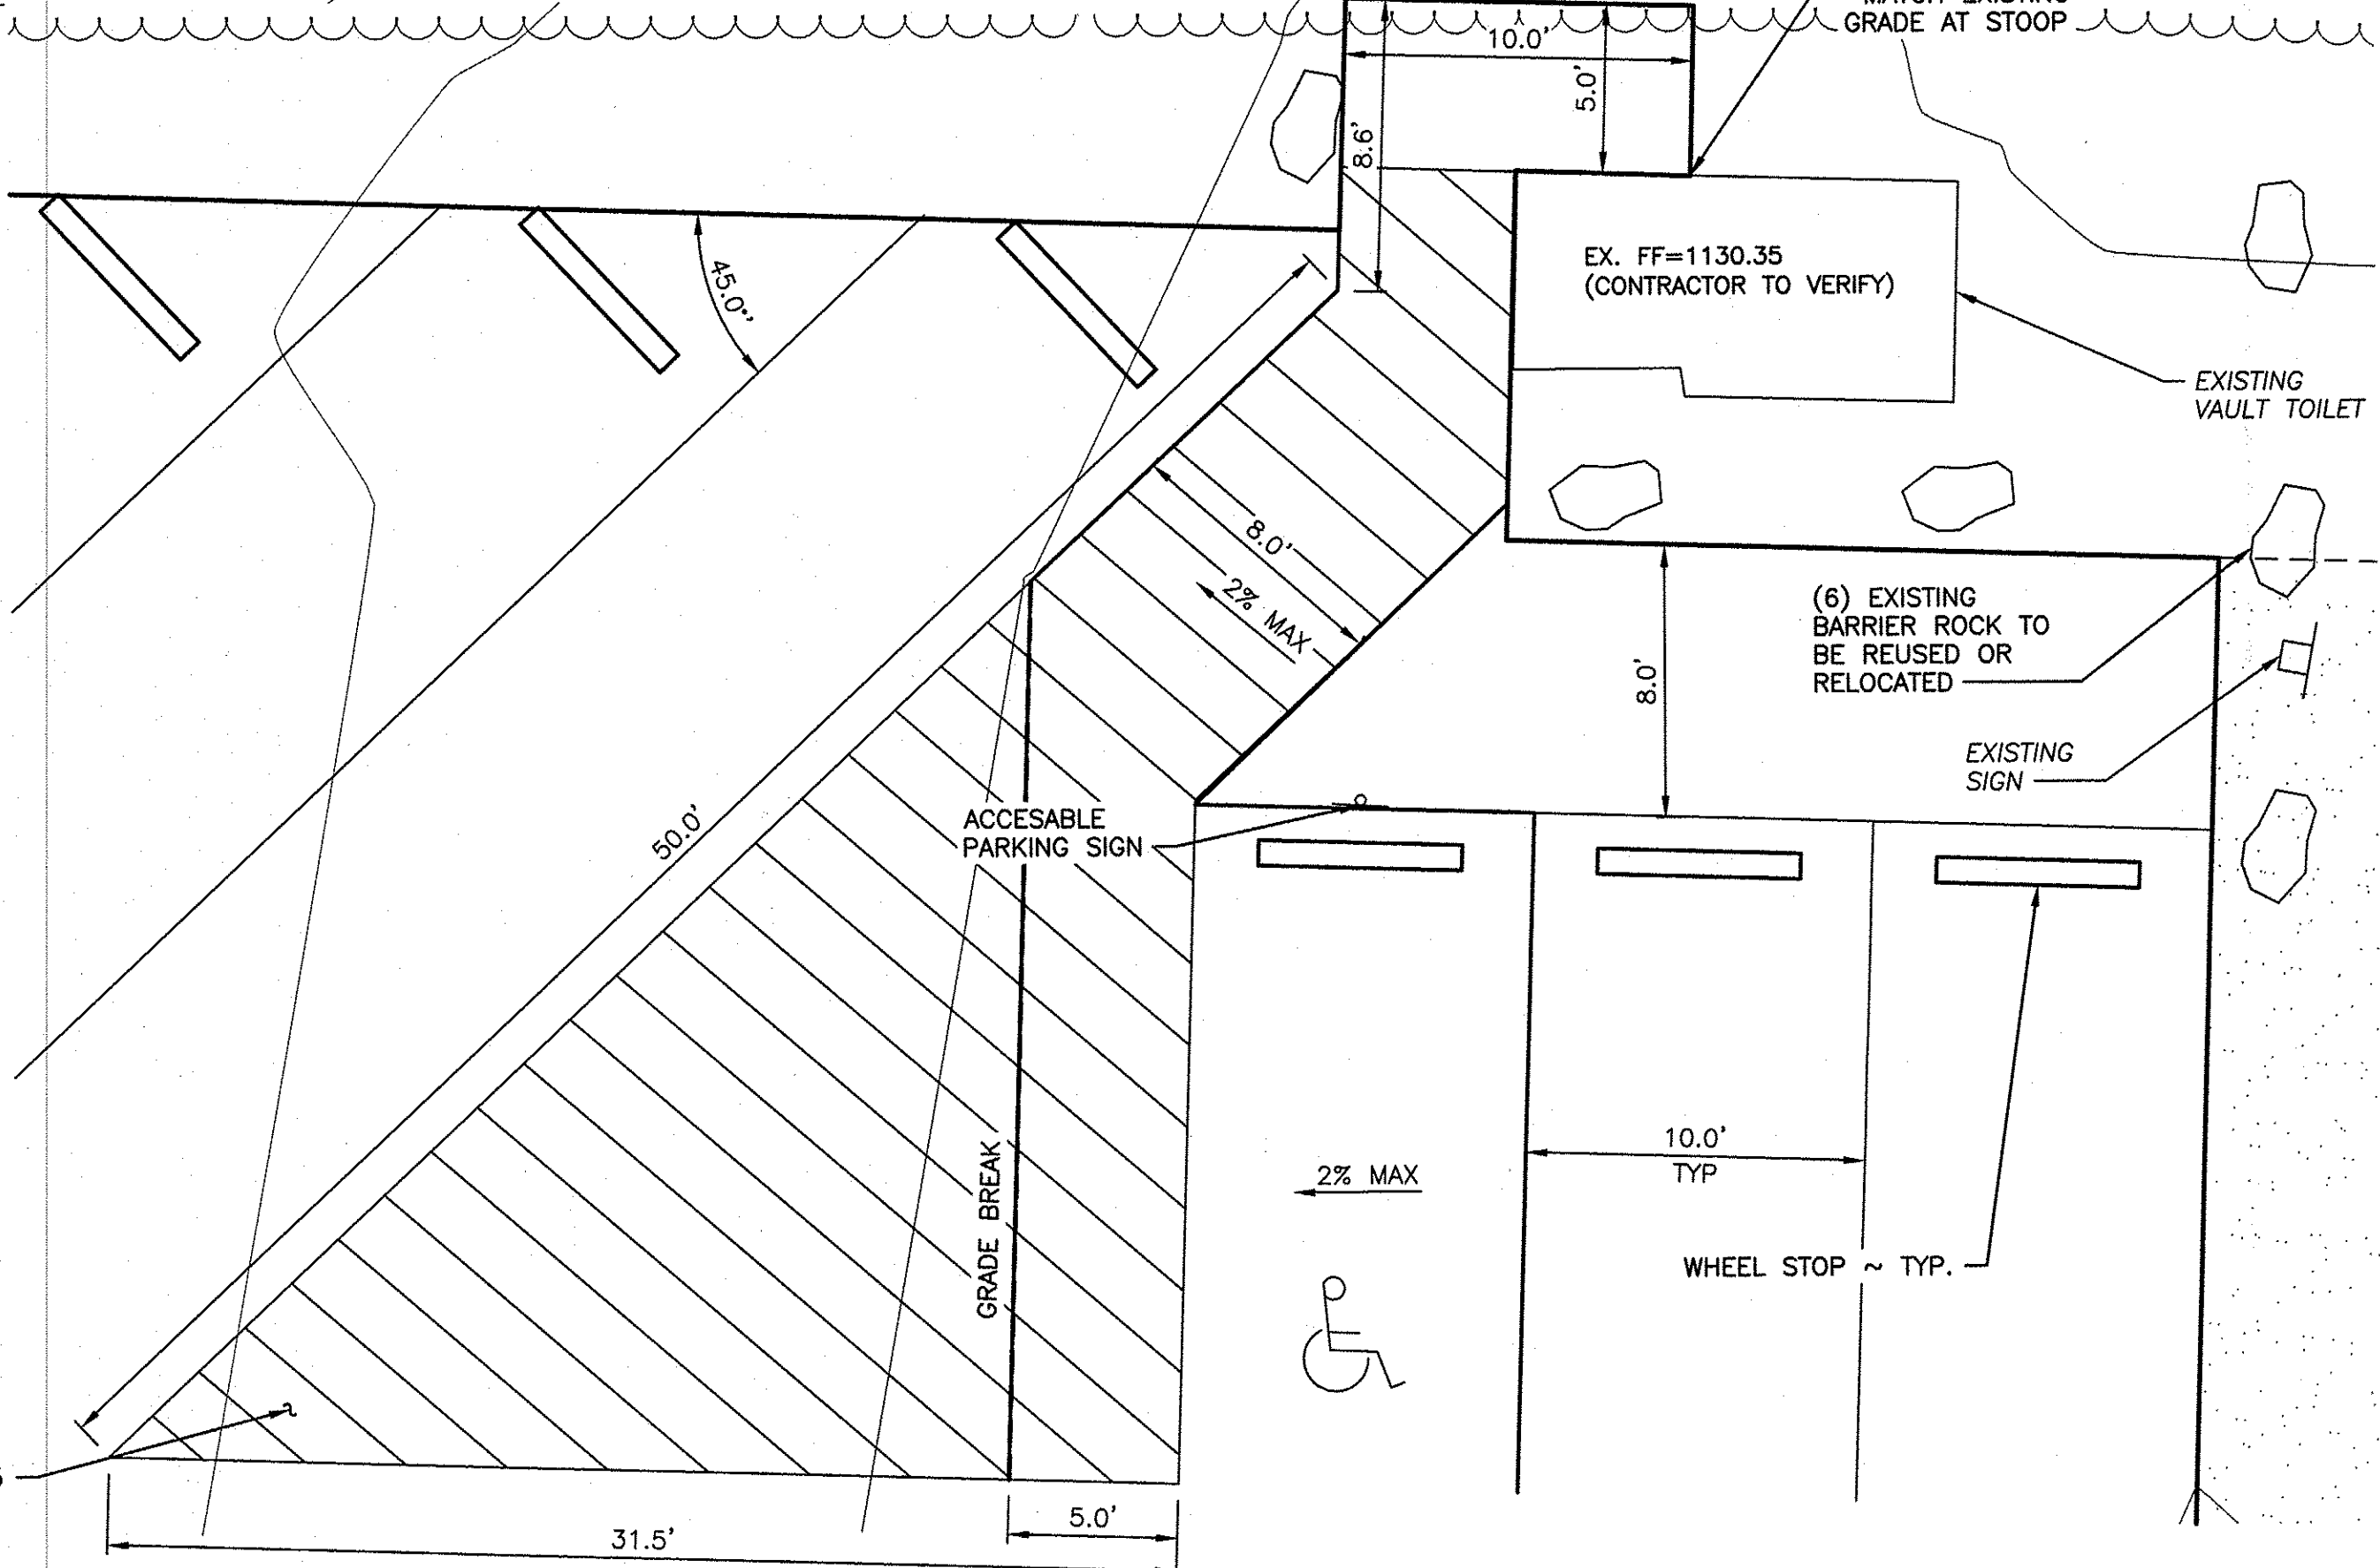 MATCH EXISTING
GRADE AT STOOP
10.0'
5.0'
8.6'
45.0°'
EX. FF=1130.35
(CONTRACTOR TO VERIFY)
EXISTING
VAULT TOILET
8.0'
2% MAX
(6) EXISTING
BARRIER ROCK TO
BE REUSED OR
RELOCATED
8.0'
EXISTING
SIGN
50.0'
ACCESABLE
PARKING SIGN
10.0'
TYP
2% MAX
GRADE BREAK
WHEEL STOP ~ TYP.
5.0'
31.5'